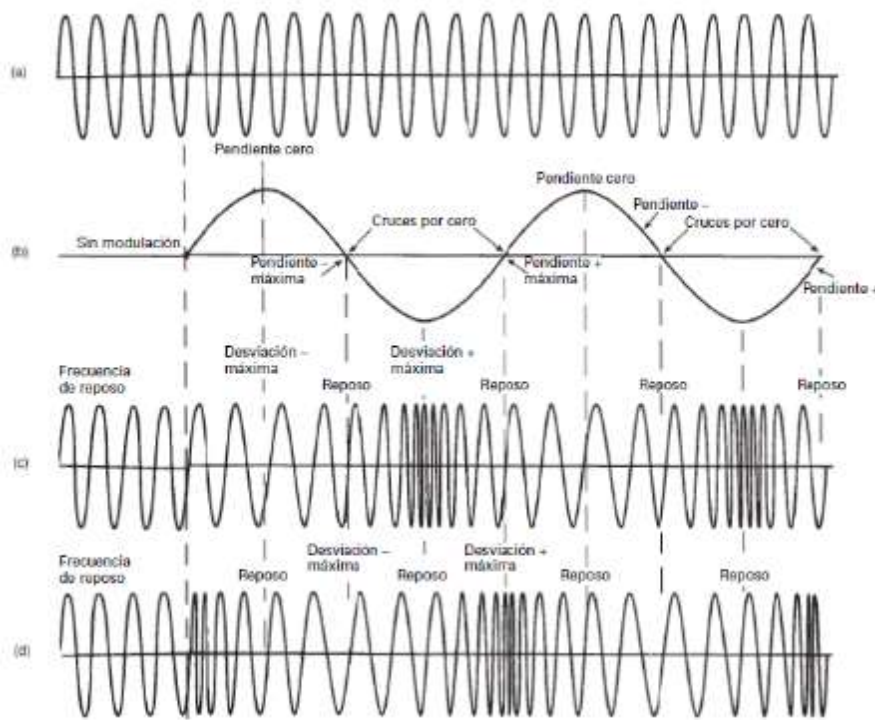 (a)
Pendiente cero
Pendiente cero
Pendiente –
Cruces por cero
Cruces por cero
Sin modulación
(b)
Pendiente –
máxima
Pendiente +
máxima
Pendiente +
Desviación –
máxima
Desviación +
máxima
Frecuencia
de reposo
Reposo
Reposo
Reposo
Reposo
(c)
Frecuencia
de reposo
Desviación –
máxima
Desviación +
máxima
Reposo
Reposo
Reposo
Reposo
(d)